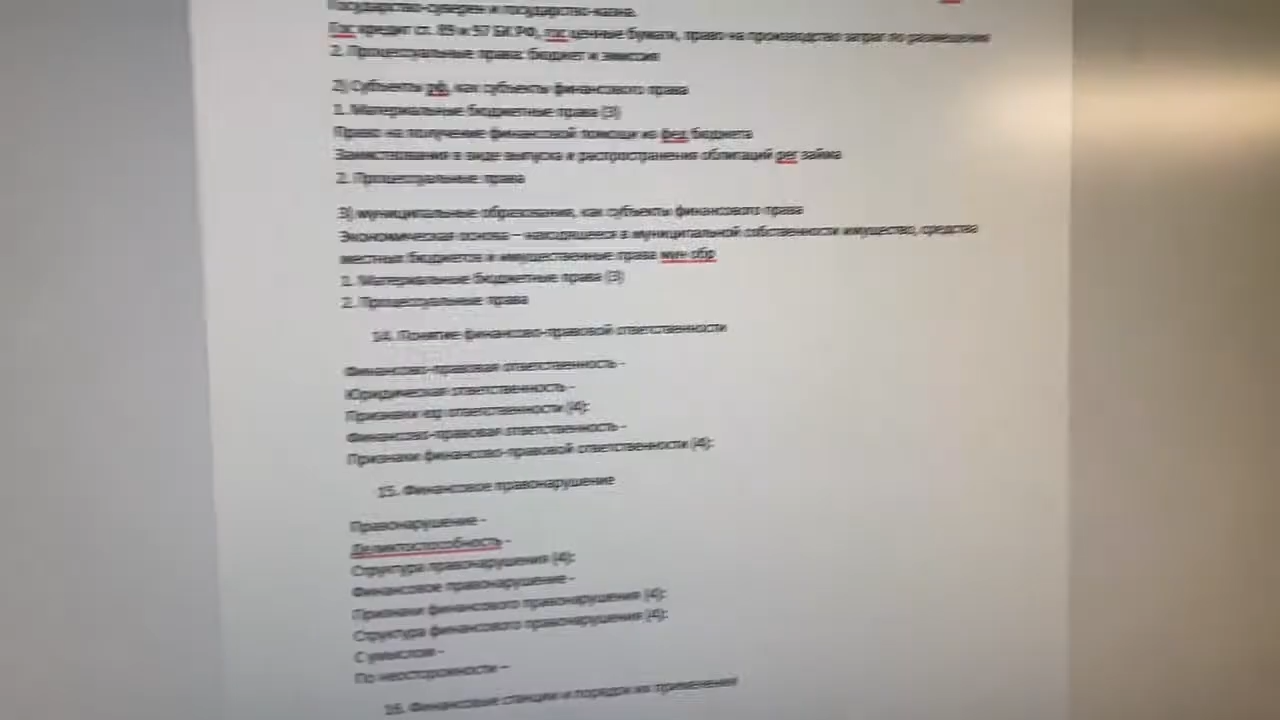 Государство-суверен и государство-казна.
Гос кредит ст. 89 и 97 БК РФ, гос ценные бумаги, право на производство затрат по размещению
2. Процессуальные права: бюджет и эмиссия
2) Субъекты рф, как субъекты финансового права
1. Материальные бюджетные права (3)
Право на получение финансовой помощи из фед бюджета
Заимствования в виде выпуска и распространения облигаций рег займа
2. Процессуальные права
3) муниципальные образования, как субъекты финансового права
Экономическая основа – находящееся в муниципальной собственности имущество, средства
местных бюджетов и имущественные права мун обр
1. Материальные бюджетные права (3)
2. Процессуальные права
14. Понятие финансово-правовой ответственности
Финансово-правовая ответственность -
Юридическая ответственность -
Признаки юр ответственности (4):
Финансово-правовая ответственность -
Признаки финансово-правовой ответственности (4):
15. Финансовое правонарушение
Правонарушение -
Деликтоспособность -
Структура правонарушения (4):
Финансовое правонарушение -
Признаки финансового правонарушения (4):
Структура финансового правонарушения (4):
С умыслом -
По неосторожности –
16. Финансовые и порядок их применения